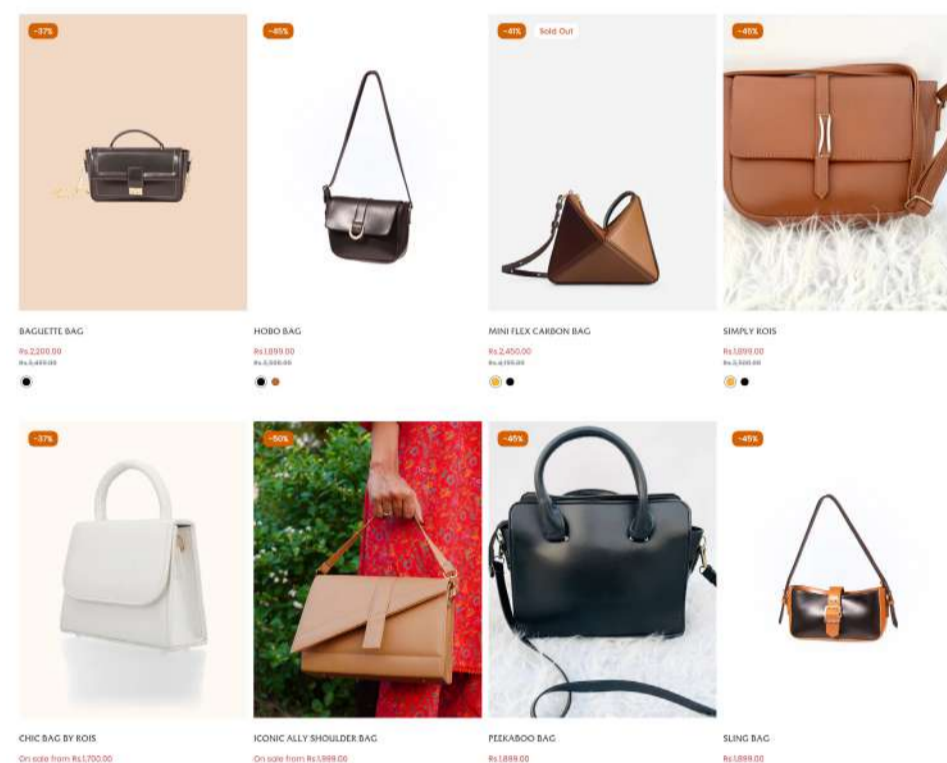 -37%
-45%
-41% Sold Out
-45%
BAGUETTE BAG
HOBO BAG
MINI FLEX CARBON BAG
SIMPLY ROIS
Rs.2,200.00
Rs.1,899.00
Rs.2,450.00
Rs.1,899.00
-37%
-50%
-45%
-45%
CHIC BAG BY ROIS
ICONIC ALLY SHOULDER BAG
PEEKABOO BAG
SLING BAG
On sale from Rs.1,700.00
On sale from Rs.1,999.00
Rs.1,899.00
Rs.1,899.00